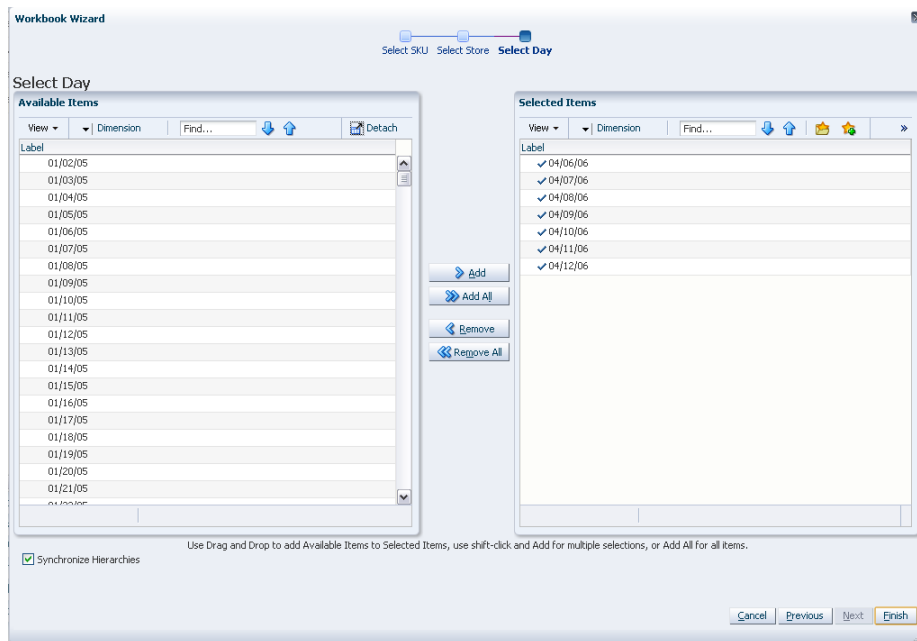 Workbook Wizard
Select SKU Select Store Select Day
Select Day
Available Items
View Dimension Find... Detach
Label
01/02/05
01/03/05
01/04/05
01/05/05
01/06/05
01/07/05
01/08/05
01/09/05
01/10/05
01/11/05
01/12/05
01/13/05
01/14/05
01/15/05
01/16/05
01/17/05
01/18/05
01/19/05
01/20/05
01/21/05
Add
Add All
Remove
Remove All
Selected Items
View Dimension Find... »
Label
04/06/06
04/07/06
04/08/06
04/09/06
04/10/06
04/11/06
04/12/06
Use Drag and Drop to add Available Items to Selected Items, use shift-click and Add for multiple selections, or Add All for all items.
Synchronize Hierarchies
Cancel Previous Next Finish